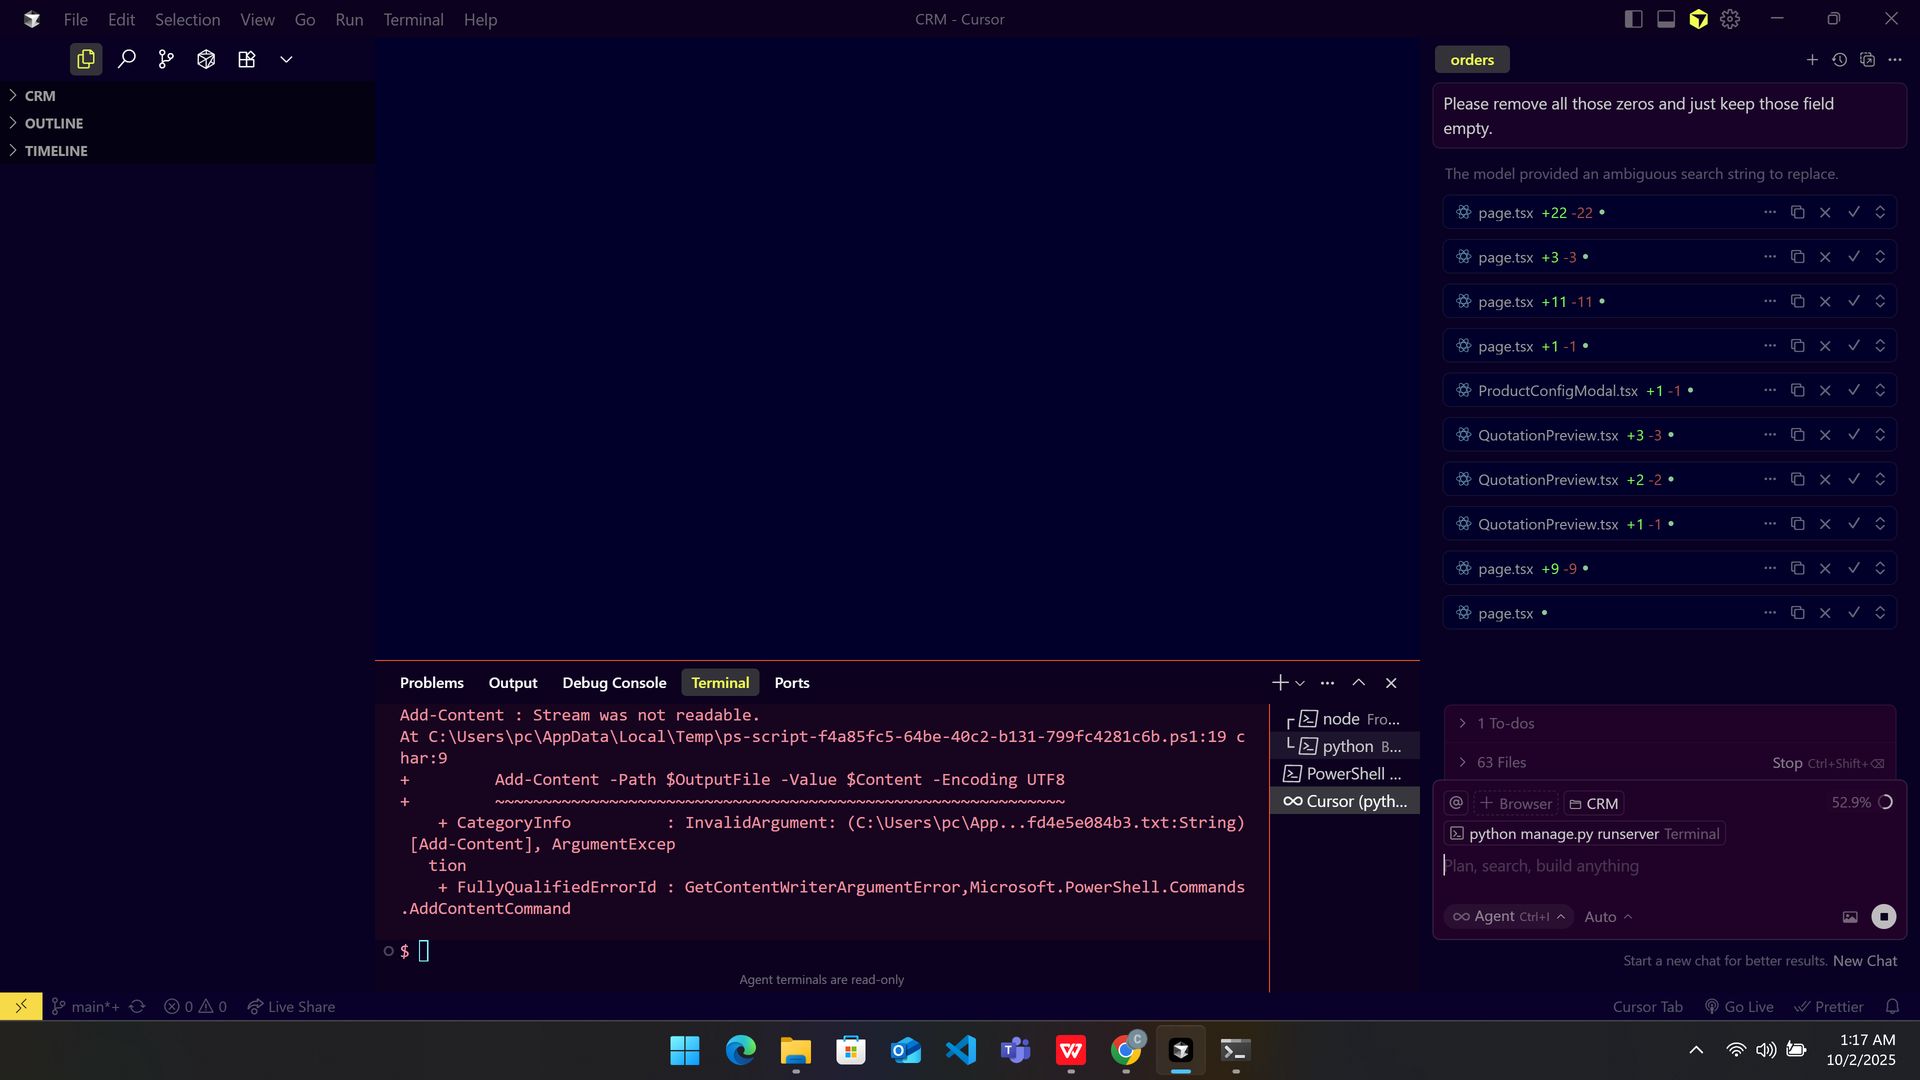 File Edit Selection View Go Run Terminal Help
CRM - Cursor
CRM
OUTLINE
TIMELINE
orders
Please remove all those zeros and just keep those field
empty.
The model provided an ambiguous search string to replace.
page.tsx +22 -22
page.tsx +3 -3
page.tsx +11 -11
page.tsx +1 -1
ProductConfigModal.tsx +1 -1
QuotationPreview.tsx +3 -3
QuotationPreview.tsx +2 -2
QuotationPreview.tsx +1 -1
page.tsx +9 -9
page.tsx
1 To-dos
63 Files Stop Ctrl+Shift+⌫
@ + Browser CRM 52.9%
python manage.py runserver Terminal
Plan, search, build anything
Agent Ctrl+I Auto
Start a new chat for better results. New Chat
Problems Output Debug Console Terminal Ports
Add-Content : Stream was not readable.
At C:\Users\pc\AppData\Local\Temp\ps-script-f4a85fc5-64be-40c2-b131-799fc4281c6b.ps1:19 c
har:9
+         Add-Content -Path $OutputFile -Value $Content -Encoding UTF8
+         ~~~~~~~~~~~~~~~~~~~~~~~~~~~~~~~~~~~~~~~~~~~~~~~~~~~~~~~~~~~~
    + CategoryInfo          : InvalidArgument: (C:\Users\pc\App...fd4e5e084b3.txt:String)
 [Add-Content], ArgumentExcep
   tion
    + FullyQualifiedErrorId : GetContentWriterArgumentError,Microsoft.PowerShell.Commands
.AddContentCommand
$
Agent terminals are read-only
node Fro...
python B...
PowerShell ...
Cursor (pyth...
main*+ 0 0 Live Share
Cursor Tab Go Live Prettier
1:17 AM
10/2/2025